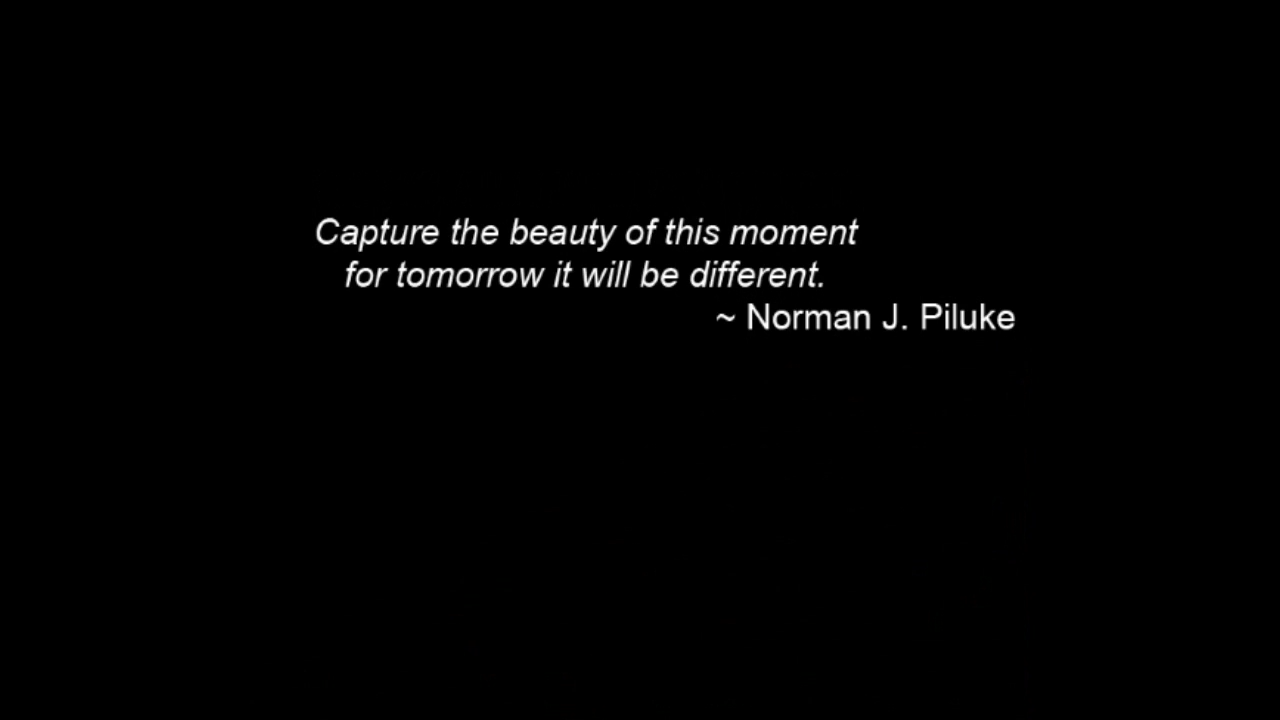 Capture the beauty of this moment
for tomorrow it will be different.
~ Norman J. Piluke